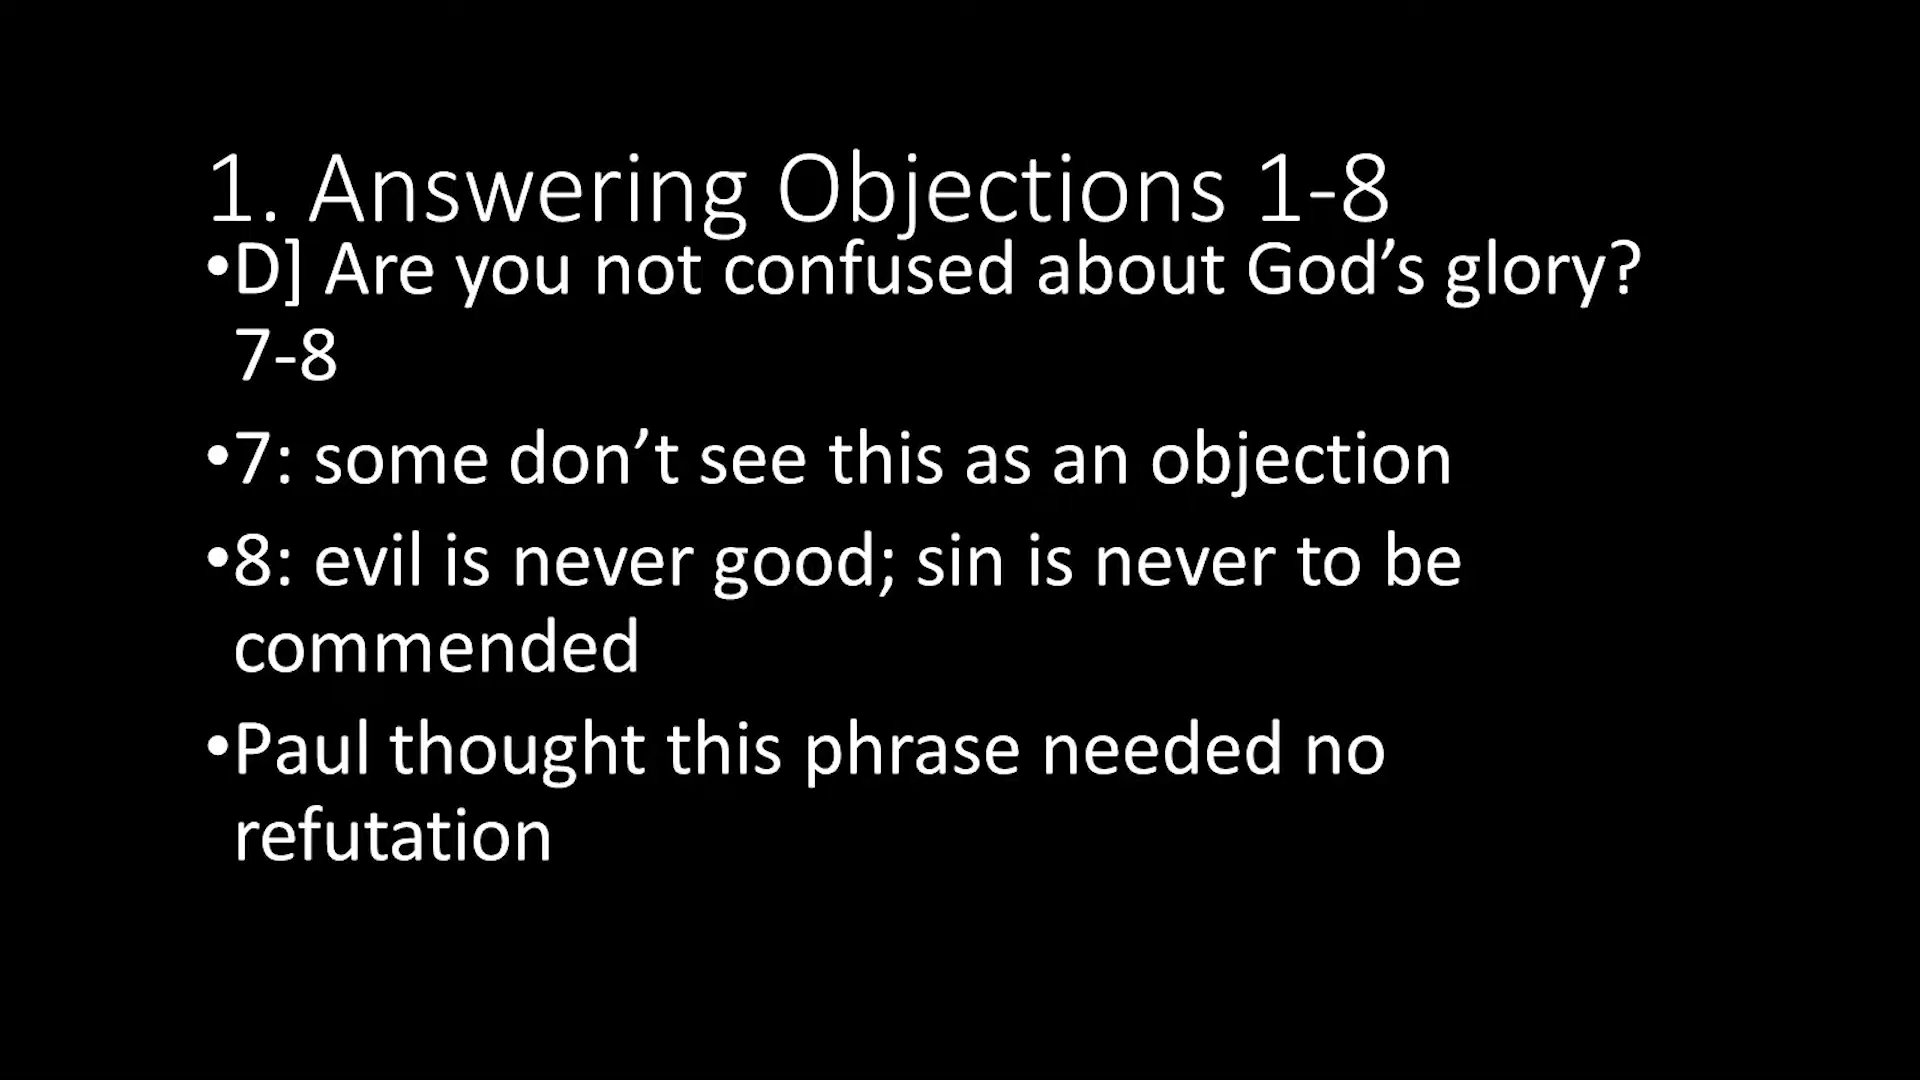 1. Answering Objections 1-8
•D] Are you not confused about God’s glory?
7-8
•7: some don’t see this as an objection
•8: evil is never good; sin is never to be
commended
•Paul thought this phrase needed no
refutation